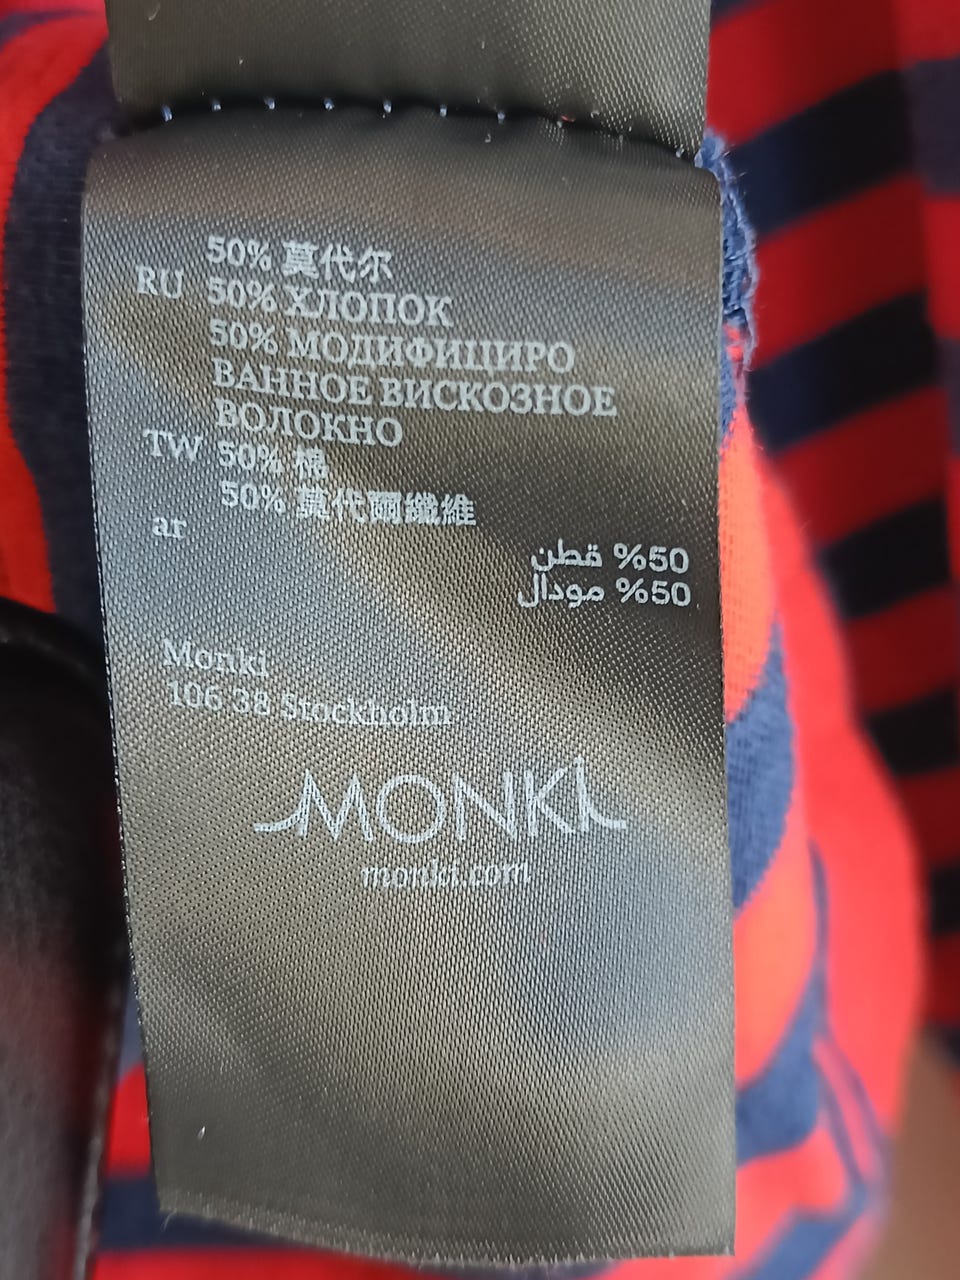 50% 莫代尔
RU 50% ХЛОПОК
50% МОДИФИЦИРО
ВАННОЕ ВИСКОЗНОЕ
ВОЛОКНО
TW 50% 棉
50% 莫代爾纖維
ar
50% قطن
50% مودال
Monki
106 38 Stockholm
MONKI
monki.com